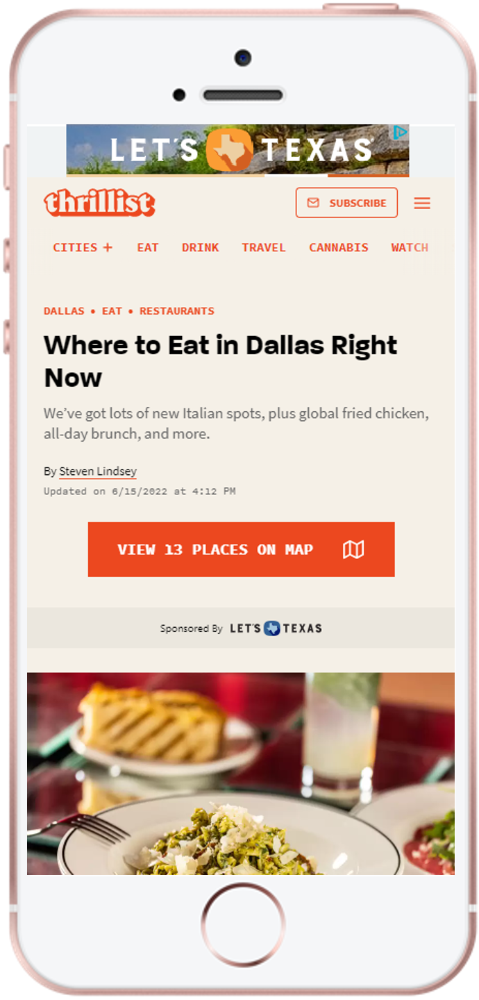 LET'S TEXAS
thrillist
SUBSCRIBE
CITIES + EAT DRINK TRAVEL CANNABIS WATCH
DALLAS • EAT • RESTAURANTS
Where to Eat in Dallas Right
Now
We've got lots of new Italian spots, plus global fried chicken,
all-day brunch, and more.
By Steven Lindsey
Updated on 6/15/2022 at 4:12 PM
VIEW 13 PLACES ON MAP
Sponsored By LET'S TEXAS